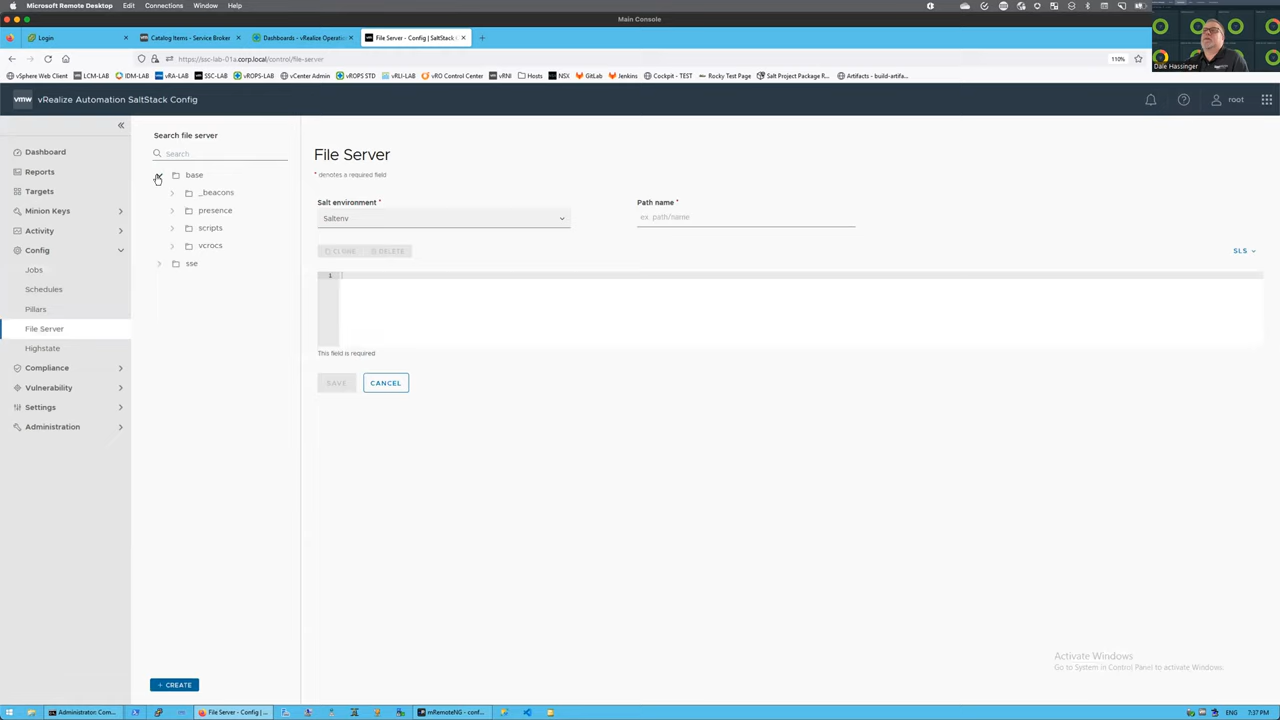 Microsoft Remote Desktop Edit Connections Window Help
Main Console
Login
Catalog Items - Service Broker
Dashboards - vRealize Operation
File Server - Config | SaltStack C
https://ssc-lab-01a.corp.local/control/file-server
110%
Dale Hassinger
vSphere Web Client LCM-LAB IDM-LAB vRA-LAB SSC-LAB vROPS-LAB vCenter Admin vROPS STD vRLI-LAB vRO Control Center vRNI Hosts NSX GitLab Jenkins Cockpit - TEST Rocky Test Page Salt Project Package R... Artifacts - build-artifa...
vmw vRealize Automation SaltStack Config
root
Dashboard
Reports
Targets
Minion Keys
Activity
Config
Jobs
Schedules
Pillars
File Server
Highstate
Compliance
Vulnerability
Settings
Administration
Search file server
Search
base
_beacons
presence
scripts
vcrocs
sse
+ CREATE
File Server
* denotes a required field
Salt environment *
Saltenv
Path name *
ex. path/name
CLONE DELETE
SLS
1
This field is required
SAVE CANCEL
Activate Windows
Go to System in Control Panel to activate Windows.
Administrator: Com...
File Server - Config | ...
mRemoteNG - conf...
ENG 7:37 PM